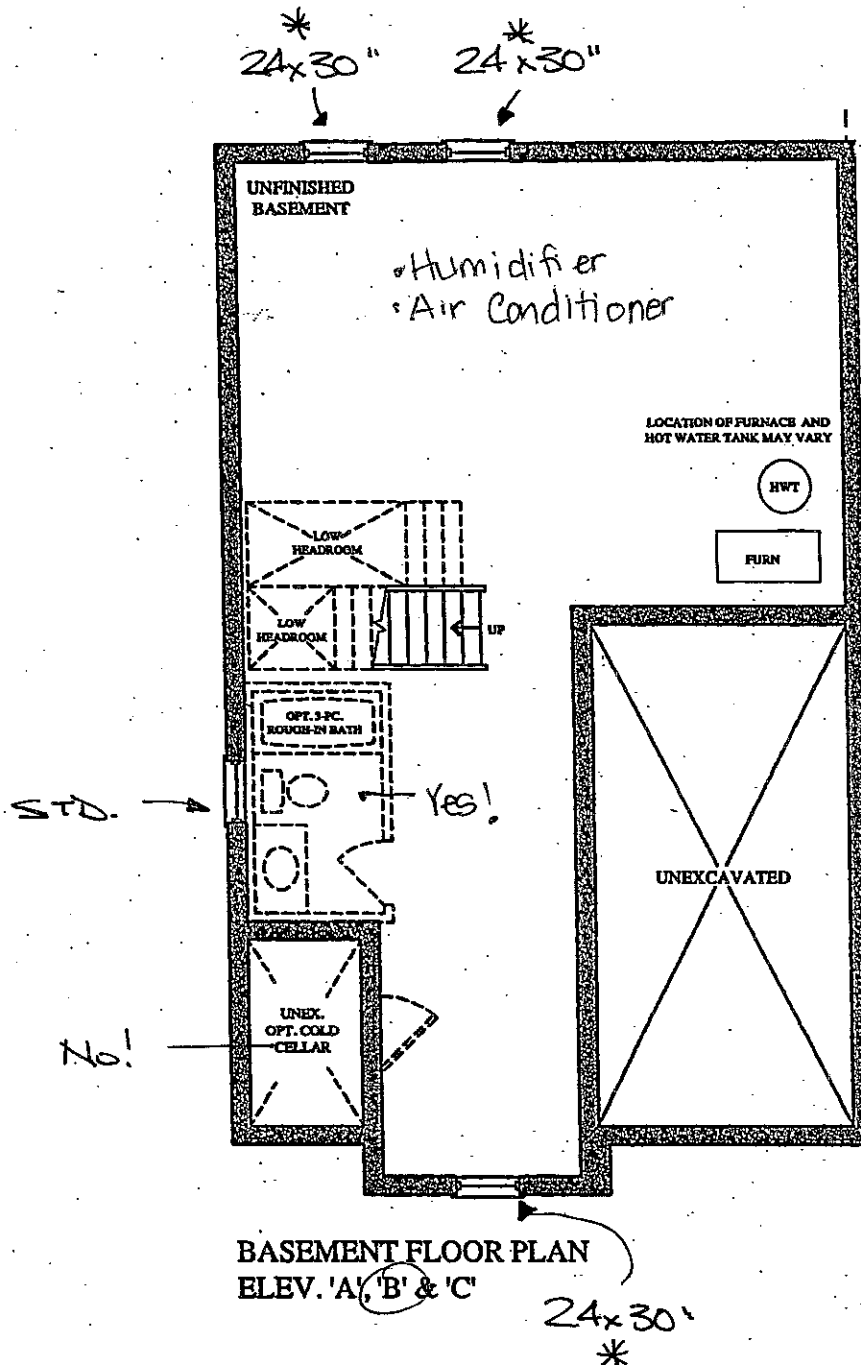 *
24x30"
*
24x30"
UNFINISHED
BASEMENT
•Humidifier
•Air Conditioner
LOCATION OF FURNACE AND
HOT WATER TANK MAY VARY
HWT
FURN
LOW
HEADROOM
LOW
HEADROOM
UP
OPT. 3-PC.
ROUGH-IN BATH
STD.
Yes!
UNEXCAVATED
UNEX.
OPT. COLD
CELLAR
No!
BASEMENT FLOOR PLAN
ELEV. 'A', 'B' & 'C'
24x30"
*